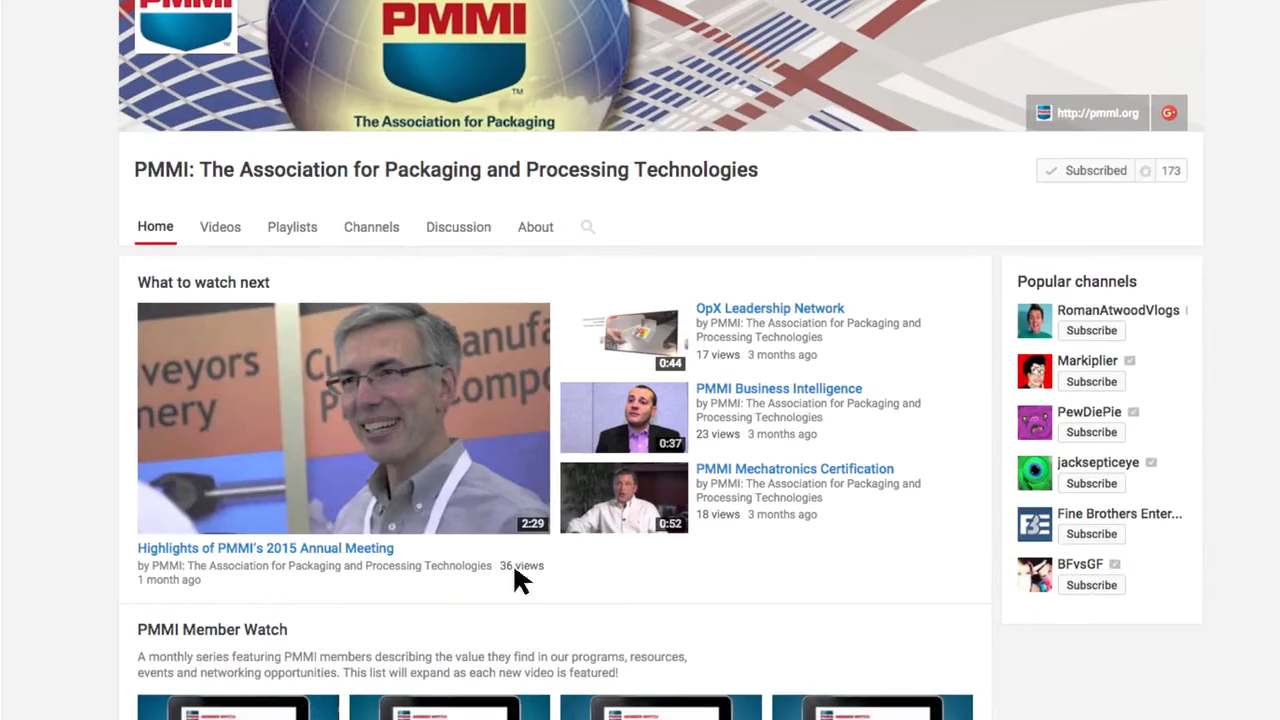 PMMI
TM
PMMI
TM
The Association for Packaging
http://pmmi.org
PMMI: The Association for Packaging and Processing Technologies
Subscribed 173
Home Videos Playlists Channels Discussion About
What to watch next
veyors
nery
Cu
P
anufa
ompo
2:29
Highlights of PMMI's 2015 Annual Meeting
by PMMI: The Association for Packaging and Processing Technologies 36 views
1 month ago
0:44
OpX Leadership Network
by PMMI: The Association for Packaging and
Processing Technologies
17 views 3 months ago
0:37
PMMI Business Intelligence
by PMMI: The Association for Packaging and
Processing Technologies
23 views 3 months ago
0:52
PMMI Mechatronics Certification
by PMMI: The Association for Packaging and
Processing Technologies
18 views 3 months ago
Popular channels
RomanAtwoodVlogs
Subscribe
Markiplier
Subscribe
PewDiePie
Subscribe
jacksepticeye
Subscribe
Fine Brothers Enter...
Subscribe
BFvsGF
Subscribe
PMMI Member Watch
A monthly series featuring PMMI members describing the value they find in our programs, resources,
events and networking opportunities. This list will expand as each new video is featured!